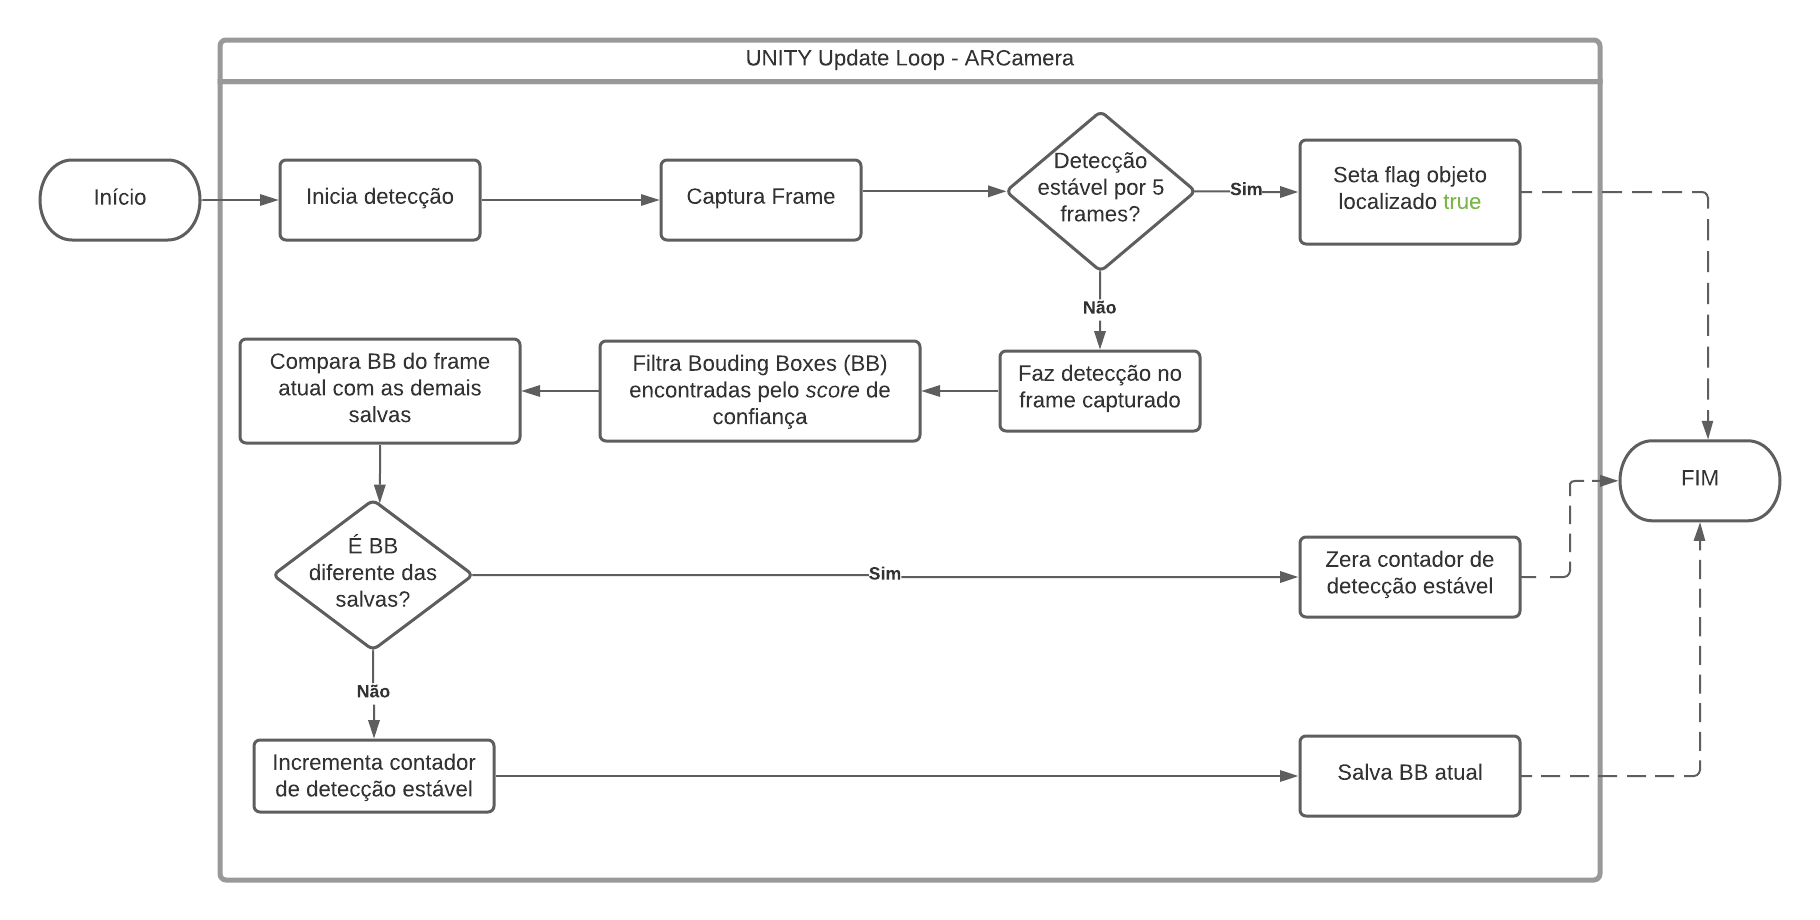 UNITY Update Loop - ARCamera
Início
Inicia detecção
Captura Frame
Detecção
estável por 5
frames?
Sim
Seta flag objeto
localizado true
Não
Compara BB do frame
atual com as demais
salvas
Filtra Bouding Boxes (BB)
encontradas pelo score de
confiança
Faz detecção no
frame capturado
FIM
É BB
diferente das
salvas?
Sim
Zera contador de
detecção estável
Não
Incrementa contador
de detecção estável
Salva BB atual